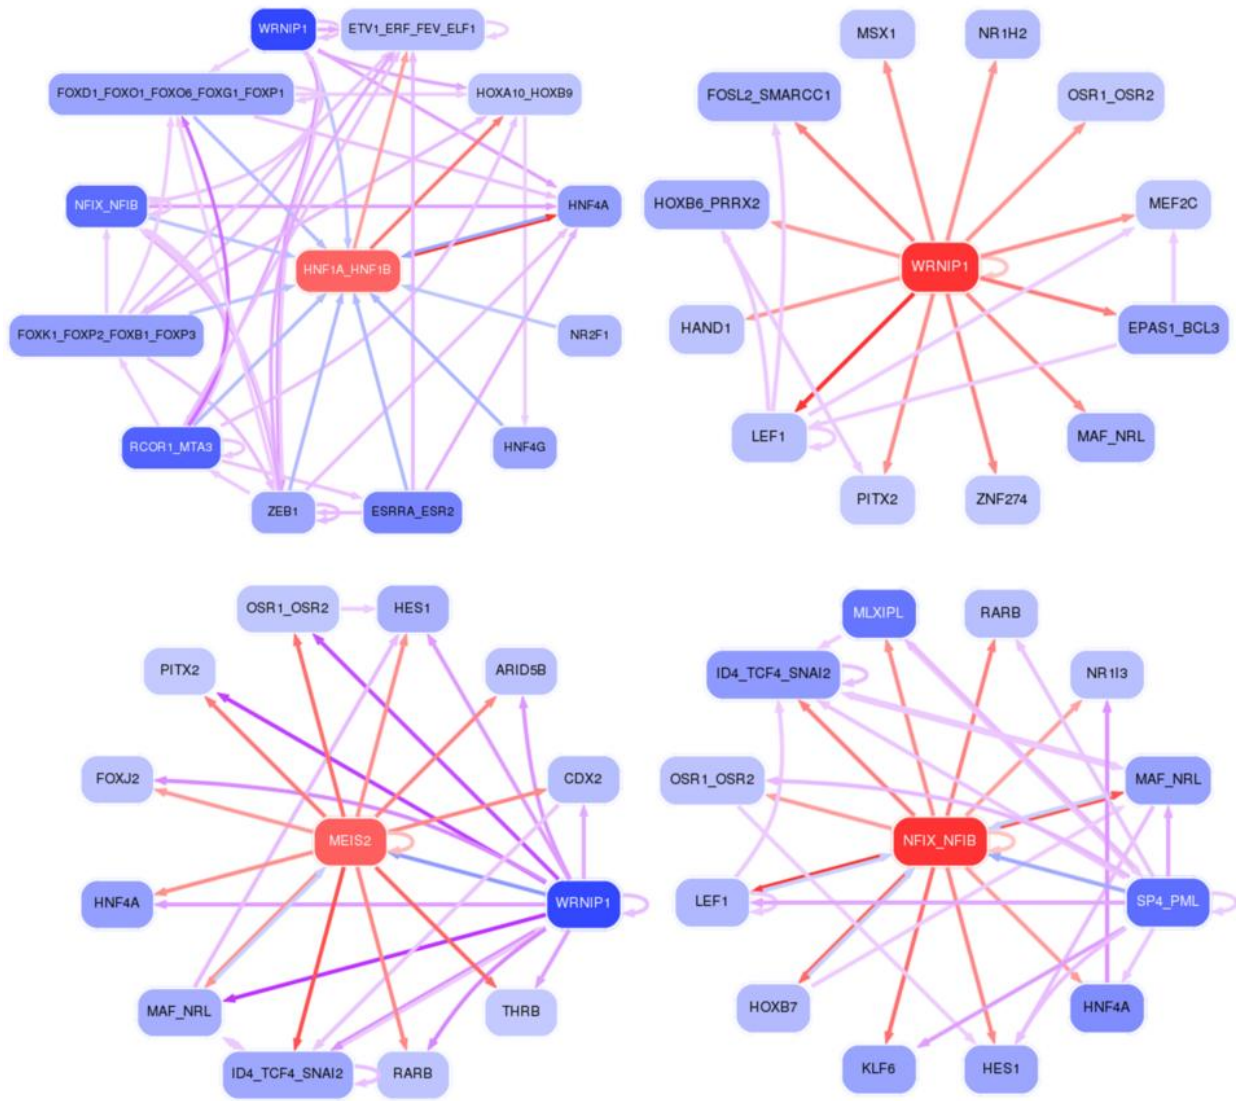 WRNIP1
ETV1_ERF_FEV_ELF1
FOXD1_FOXO1_FOXO6_FOXG1_FOXP1
HOXA10_HOXB9
NFIX_NFIB
HNF4A
HNF1A_HNF1B
FOXK1_FOXP2_FOXB1_FOXP3
NR2F1
RCOR1_MTA3
HNF4G
ZEB1
ESRRA_ESR2
MSX1
NR1H2
FOSL2_SMARCC1
OSR1_OSR2
HOXB6_PRRX2
MEF2C
WRNIP1
HAND1
EPAS1_BCL3
LEF1
MAF_NRL
PITX2
ZNF274
OSR1_OSR2
HES1
PITX2
ARID5B
FOXJ2
CDX2
MEIS2
HNF4A
WRNIP1
MAF_NRL
THRB
ID4_TCF4_SNAI2
RARB
MLXIPL
RARB
ID4_TCF4_SNAI2
NR1I3
OSR1_OSR2
MAF_NRL
NFIX_NFIB
LEF1
SP4_PML
HOXB7
HNF4A
KLF6
HES1